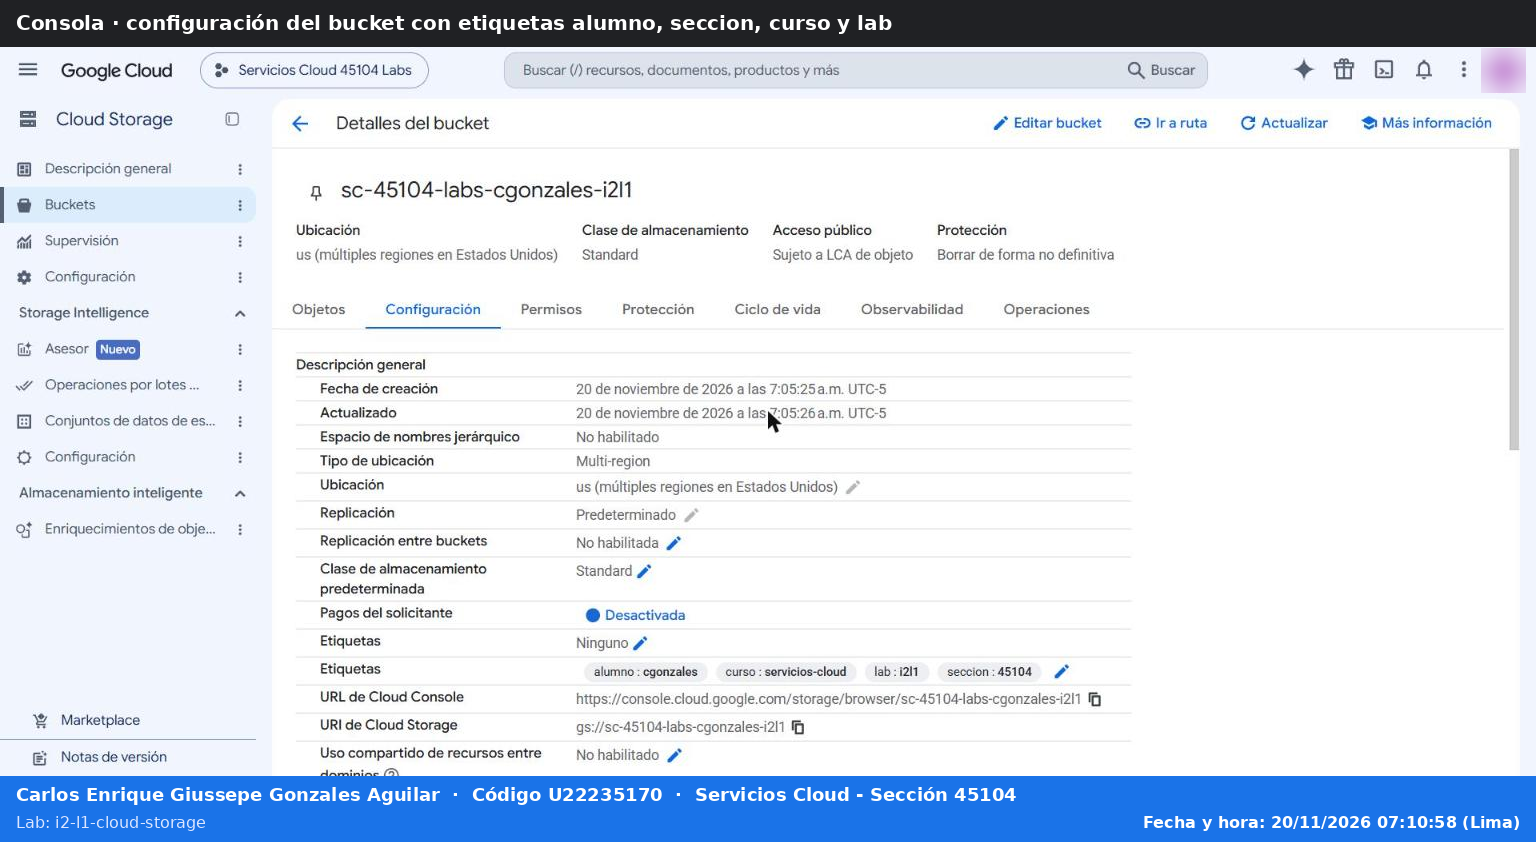 Consola · configuración del bucket con etiquetas alumno, seccion, curso y lab
Google Cloud
Servicios Cloud 45104 Labs
Buscar (/) recursos, documentos, productos y más
Buscar
Cloud Storage
Descripción general
Buckets
Supervisión
Configuración
Storage Intelligence
Asesor Nuevo
Operaciones por lotes ...
Conjuntos de datos de es...
Configuración
Almacenamiento inteligente
Enriquecimientos de obje...
Marketplace
Notas de versión
Detalles del bucket
Editar bucket
Ir a ruta
Actualizar
Más información
sc-45104-labs-cgonzales-i2l1
Ubicación Clase de almacenamiento Acceso público Protección
us (múltiples regiones en Estados Unidos) Standard Sujeto a LCA de objeto Borrar de forma no definitiva
Objetos Configuración Permisos Protección Ciclo de vida Observabilidad Operaciones
Descripción general
Fecha de creación 20 de noviembre de 2026 a las 7:05:25 a.m. UTC-5
Actualizado 20 de noviembre de 2026 a las 7:05:26 a.m. UTC-5
Espacio de nombres jerárquico No habilitado
Tipo de ubicación Multi-region
Ubicación us (múltiples regiones en Estados Unidos)
Replicación Predeterminado
Replicación entre buckets No habilitada
Clase de almacenamiento Standard
predeterminada
Pagos del solicitante Desactivada
Etiquetas Ninguno
Etiquetas alumno : cgonzales curso : servicios-cloud lab : i2l1 seccion : 45104
URL de Cloud Console https://console.cloud.google.com/storage/browser/sc-45104-labs-cgonzales-i2l1
URI de Cloud Storage gs://sc-45104-labs-cgonzales-i2l1
Uso compartido de recursos entre No habilitado
dominios
Carlos Enrique Giussepe Gonzales Aguilar · Código U22235170 · Servicios Cloud - Sección 45104
Lab: i2-l1-cloud-storage
Fecha y hora: 20/11/2026 07:10:58 (Lima)